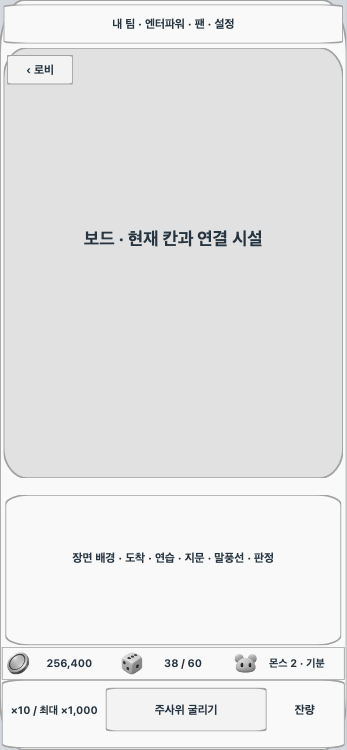 내 팀 · 엔터파워 · 팬 · 설정
‹ 로비
보드 · 현재 칸과 연결 시설
장면 배경 · 도착 · 연습 · 지문 · 말풍선 · 판정
256,400
38 / 60
몬스 2 · 기분
×10 / 최대 ×1,000
주사위 굴리기
잔량